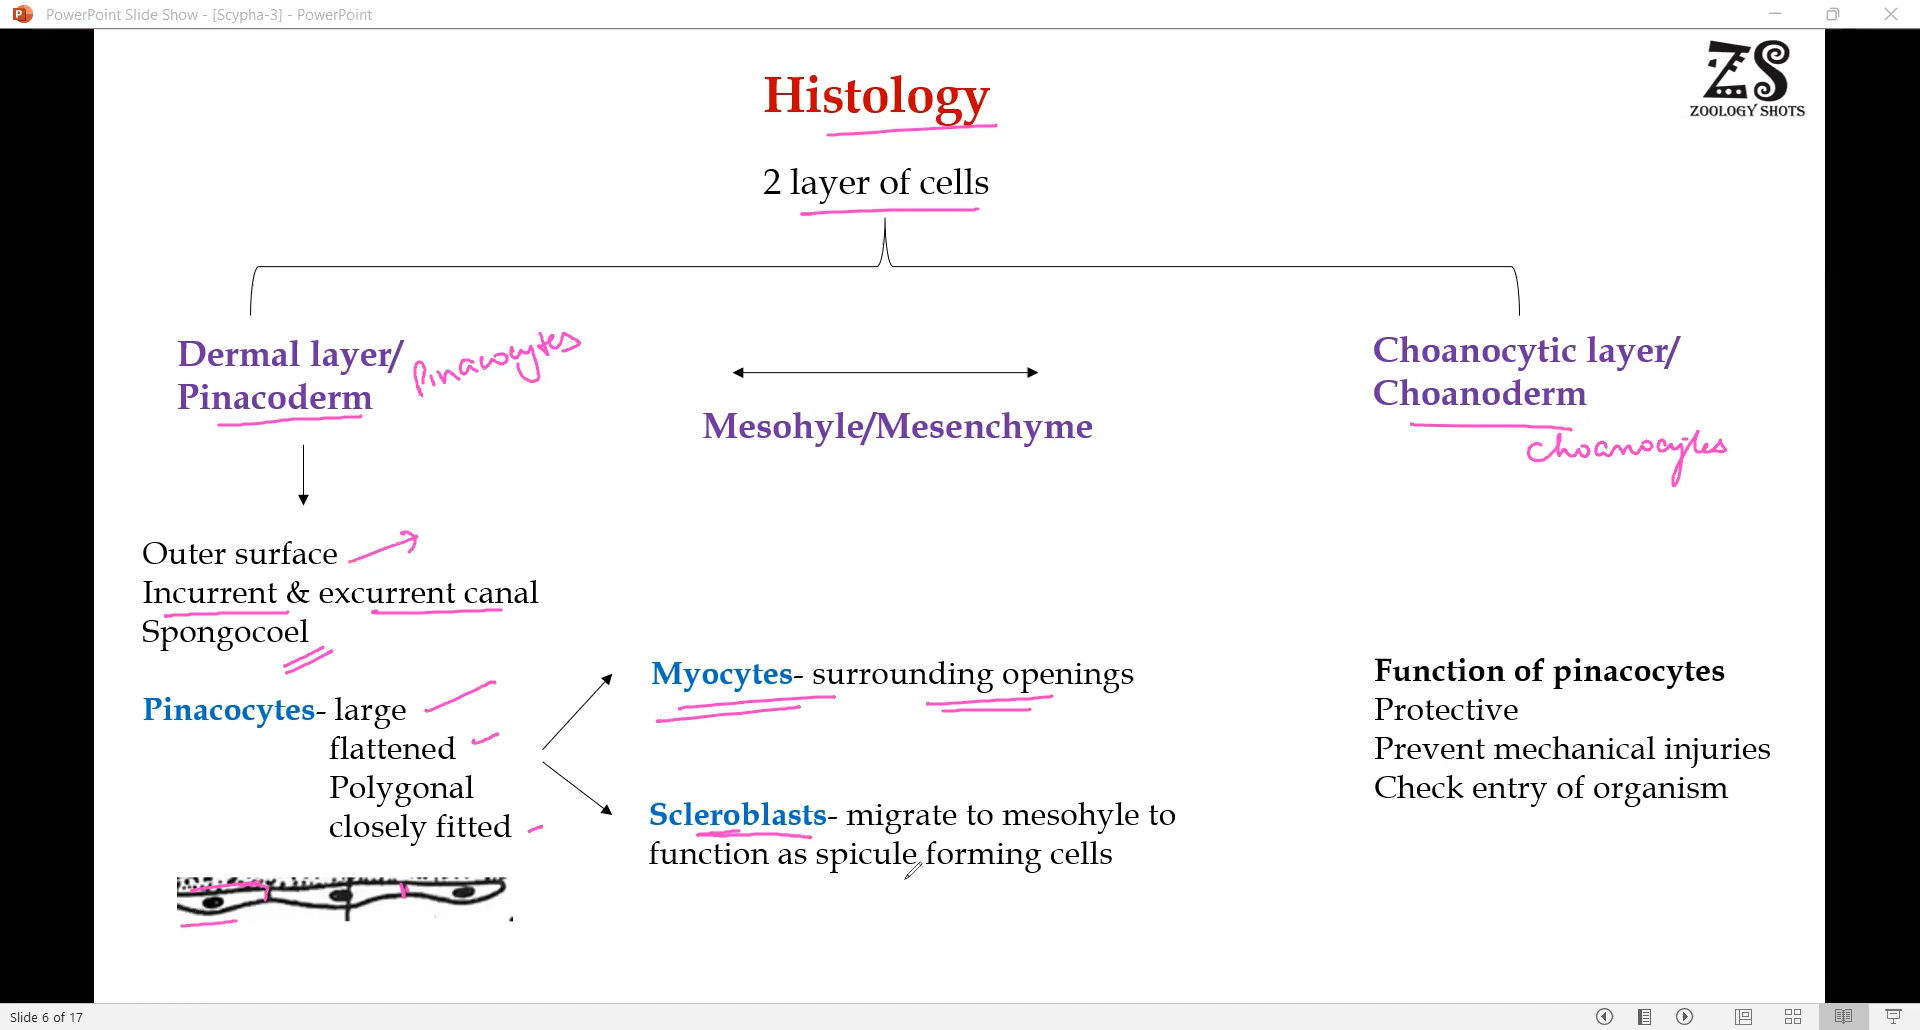 PowerPoint Slide Show - [Scypha-3] - PowerPoint
ZS
ZOOLOGY SHOTS
Histology
2 layer of cells
Dermal layer/
Pinacoderm
Pinacocytes
Mesohyle/Mesenchyme
Choanocytic layer/
Choanoderm
choanocytes
Outer surface
Incurrent & excurrent canal
Spongocoel
Pinacocytes- large
flattened
Polygonal
closely fitted
Myocytes- surrounding openings
Scleroblasts- migrate to mesohyle to
function as spicule forming cells
Function of pinacocytes
Protective
Prevent mechanical injuries
Check entry of organism
Slide 6 of 17